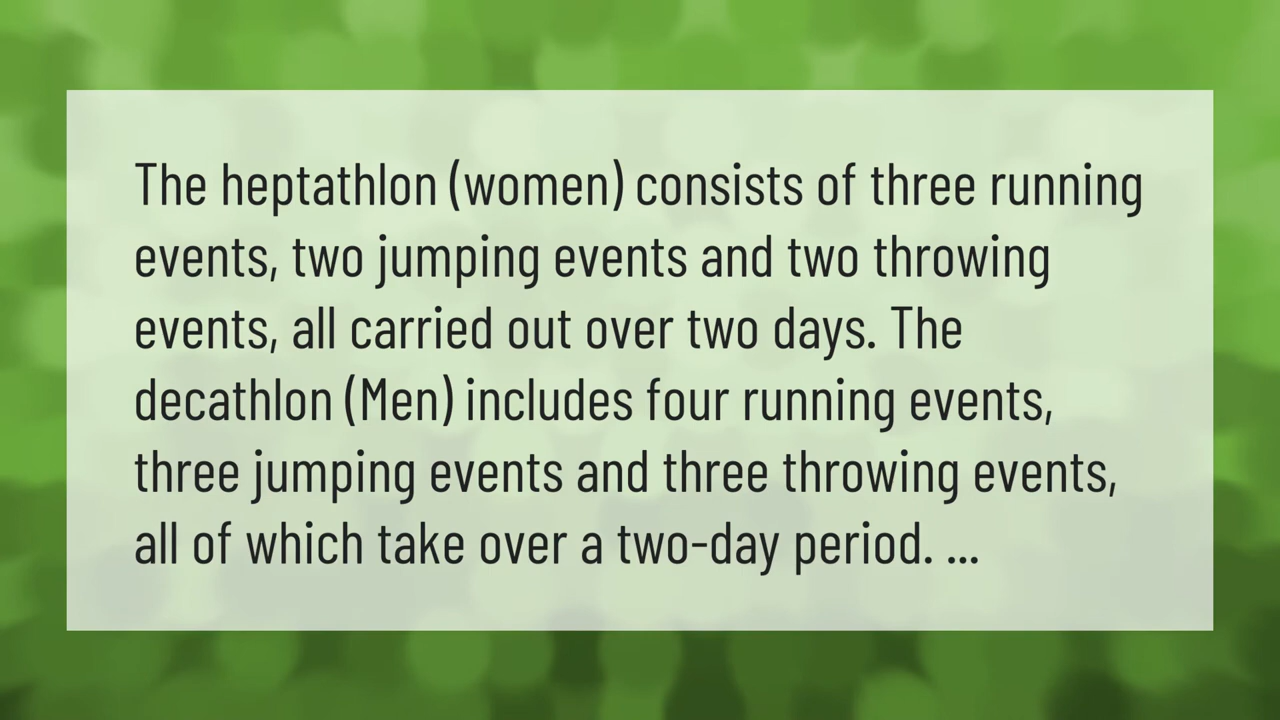 The heptathlon (women) consists of three running
events, two jumping events and two throwing
events, all carried out over two days. The
decathlon (Men) includes four running events,
three jumping events and three throwing events,
all of which take over a two-day period. ...